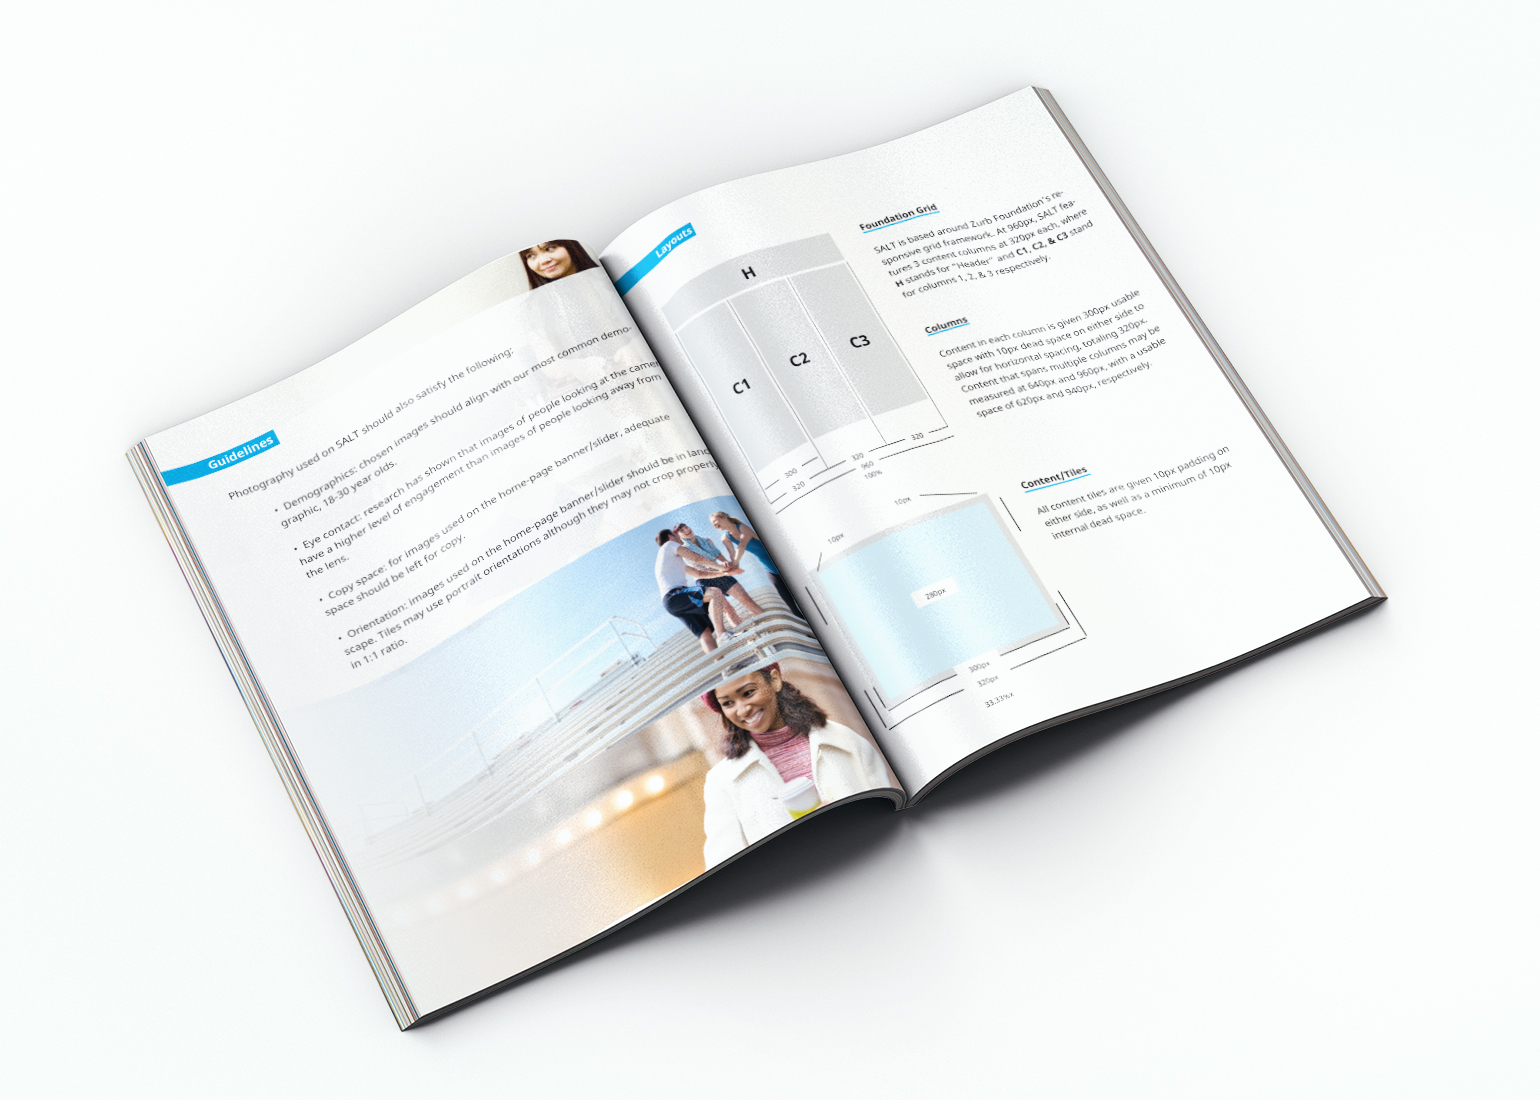 Guidelines
Photography used on SALT should also satisfy the following:
• Demographics: chosen images should align with our most common demo-
graphic, 18-30 year olds.
• Eye contact: research has shown that images of people looking at the camera
have a higher level of engagement than images of people looking away from
the lens.
• Copy space: for images used on the home-page banner/slider, adequate
space should be left for copy.
• Orientation: images used on the home-page banner/slider should be in land
scape. Tiles may use portrait orientations although they may not crop properly
in 1:1 ratio.
Layouts
H
C1
C2
C3
300
320
320
320
960
100%
Foundation Grid
SALT is based around Zurb Foundation's re-
sponsive grid framework. At 960px, SALT fea-
tures 3 content columns at 320px each, where
H stands for "Header" and C1, C2, & C3 stand
for columns 1, 2, & 3 respectively.
Columns
Content in each column is given 300px usable
space with 10px dead space on either side to
allow for horizontal spacing, totaling 320px.
Content that spans multiple columns may be
measured at 640px and 960px, with a usable
space of 620px and 940px, respectively.
10px
10px
280px
300px
320px
33.33%x
Content/Tiles
All content tiles are given 10px padding on
either side, as well as a minimum of 10px
internal dead space.